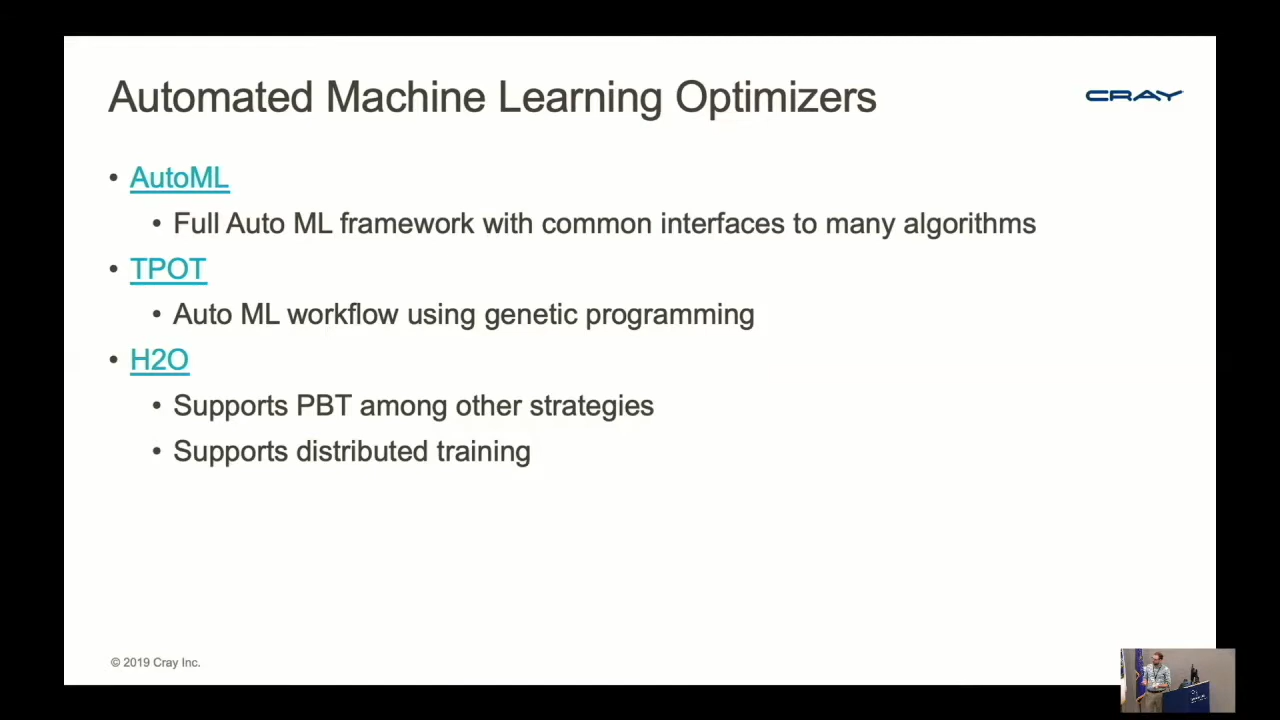 Automated Machine Learning Optimizers
CRAY
• AutoML
• Full Auto ML framework with common interfaces to many algorithms
• TPOT
• Auto ML workflow using genetic programming
• H2O
• Supports PBT among other strategies
• Supports distributed training
© 2019 Cray Inc.